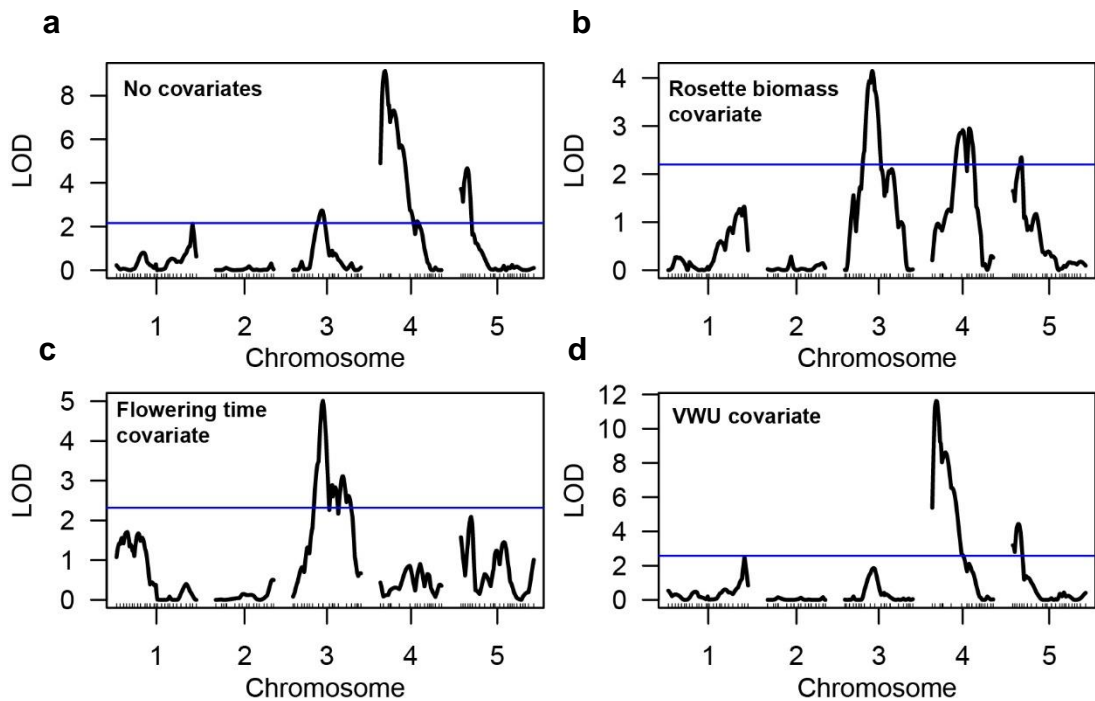 a
No covariates
LOD
8
6
4
2
0
1 2 3 4 5
Chromosome
b
Rosette biomass
covariate
LOD
4
3
2
1
0
1 2 3 4 5
Chromosome
c
Flowering time
covariate
LOD
5
4
3
2
1
0
1 2 3 4 5
Chromosome
d
VWU covariate
LOD
12
10
8
6
4
2
0
1 2 3 4 5
Chromosome